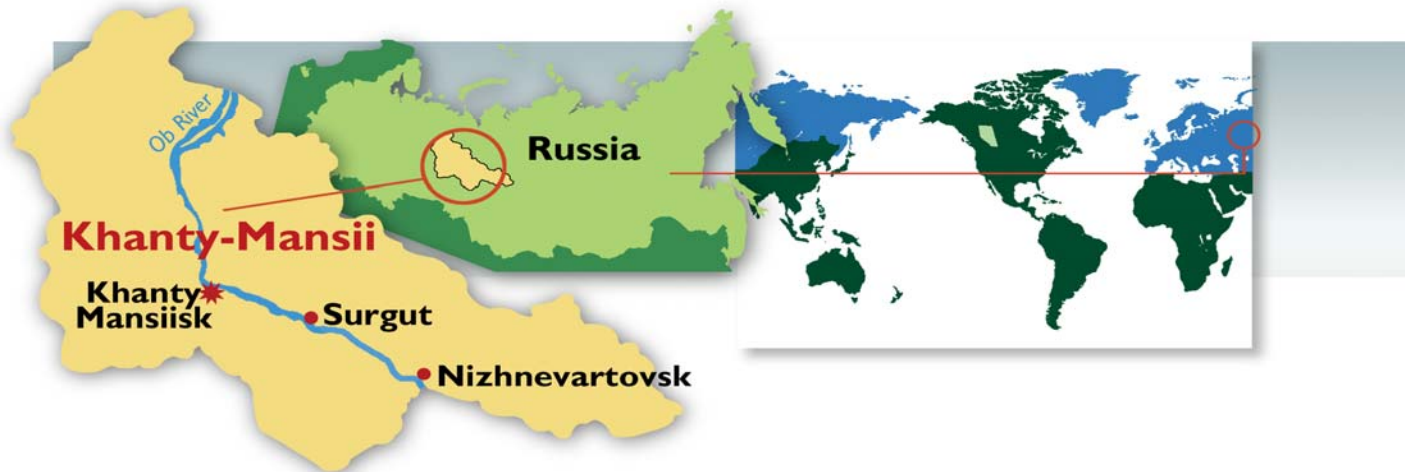 Ob River
Russia
Khanty-Mansii
Khanty
Mansiisk
Surgut
Nizhnevartovsk